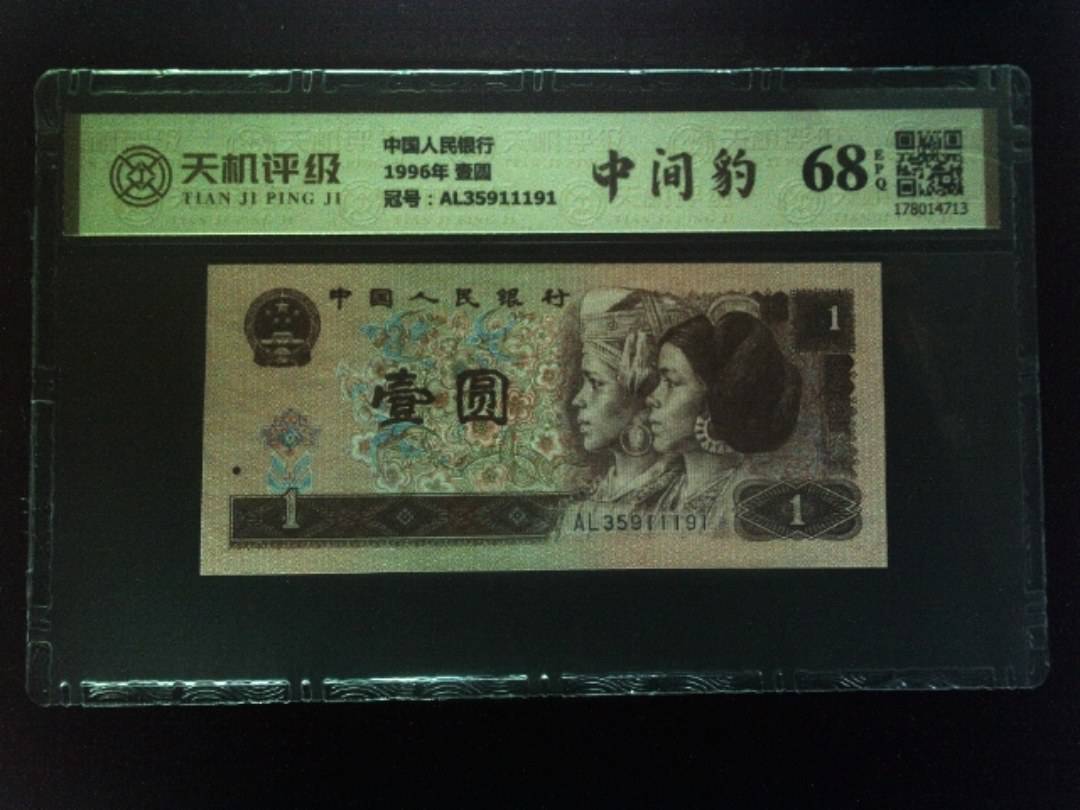 天机评级
TIAN JI PING JI
中国人民银行
1996年 壹圆
冠号：AL35911191
中间豹
68
EPQ
178014713
中国人民银行
壹圆
1
1
AL35911191
1